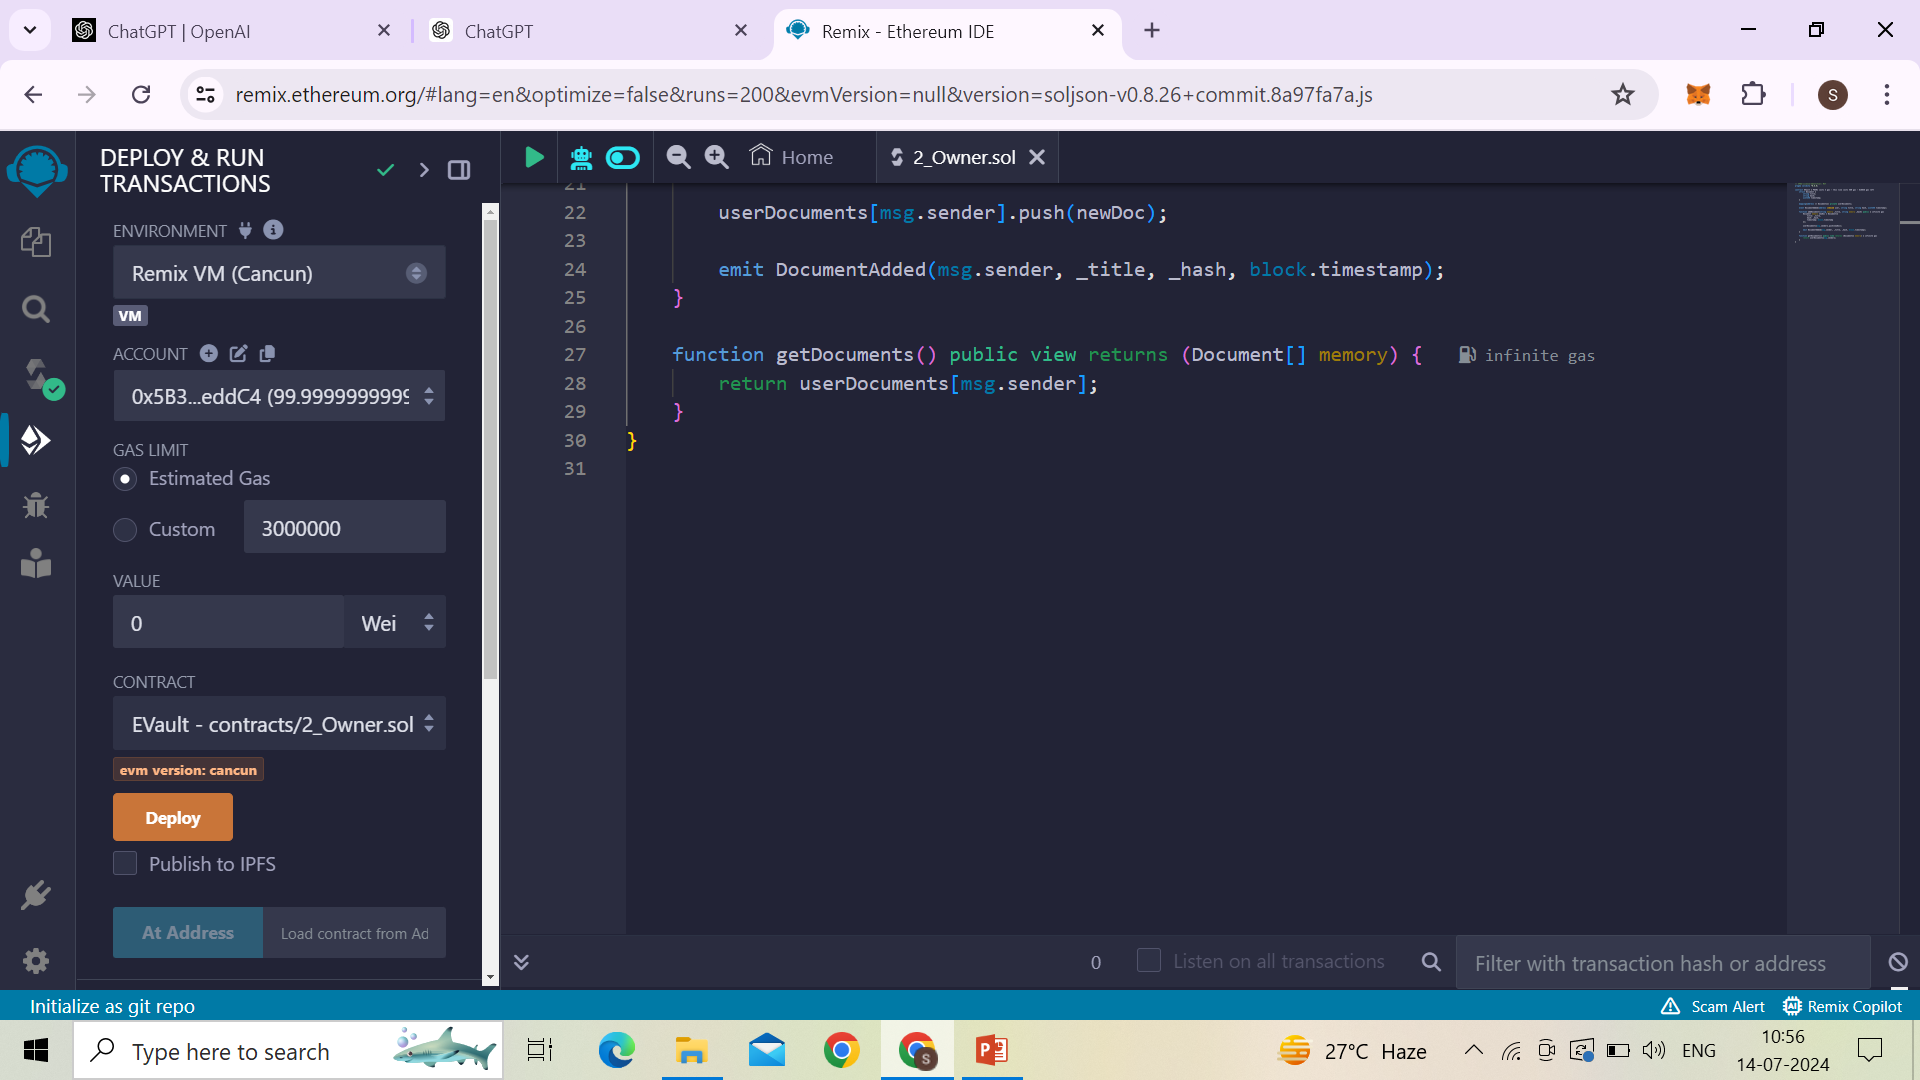 ChatGPT | OpenAI
ChatGPT
Remix - Ethereum IDE
remix.ethereum.org/#lang=en&optimize=false&runs=200&evmVersion=null&version=soljson-v0.8.26+commit.8a97fa7a.js
S
DEPLOY & RUN
TRANSACTIONS
Home
2_Owner.sol
ENVIRONMENT
Remix VM (Cancun)
VM
ACCOUNT
0x5B3...eddC4 (99.9999999999
GAS LIMIT
Estimated Gas
Custom
3000000
VALUE
0
Wei
CONTRACT
EVault - contracts/2_Owner.sol
evm version: cancun
Deploy
Publish to IPFS
At Address
Load contract from Ad
21
22 userDocuments[msg.sender].push(newDoc);
23
24 emit DocumentAdded(msg.sender, _title, _hash, block.timestamp);
25 }
26
27 function getDocuments() public view returns (Document[] memory) { infinite gas
28 return userDocuments[msg.sender];
29 }
30 }
31
0
Listen on all transactions
Filter with transaction hash or address
Initialize as git repo
Scam Alert
Remix Copilot
Type here to search
S
27°C Haze
ENG
10:56
14-07-2024